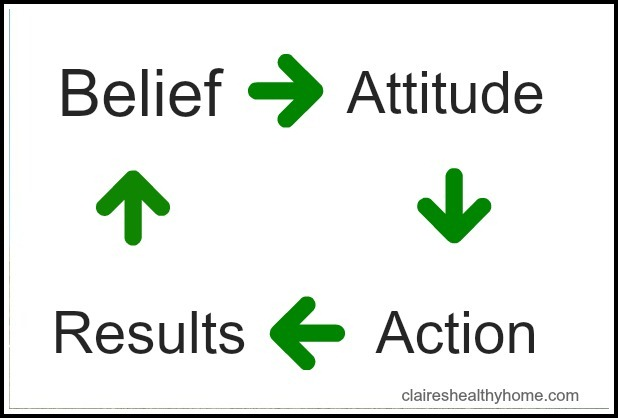 Belief Attitude
Results Action
claireshealthyhome.com